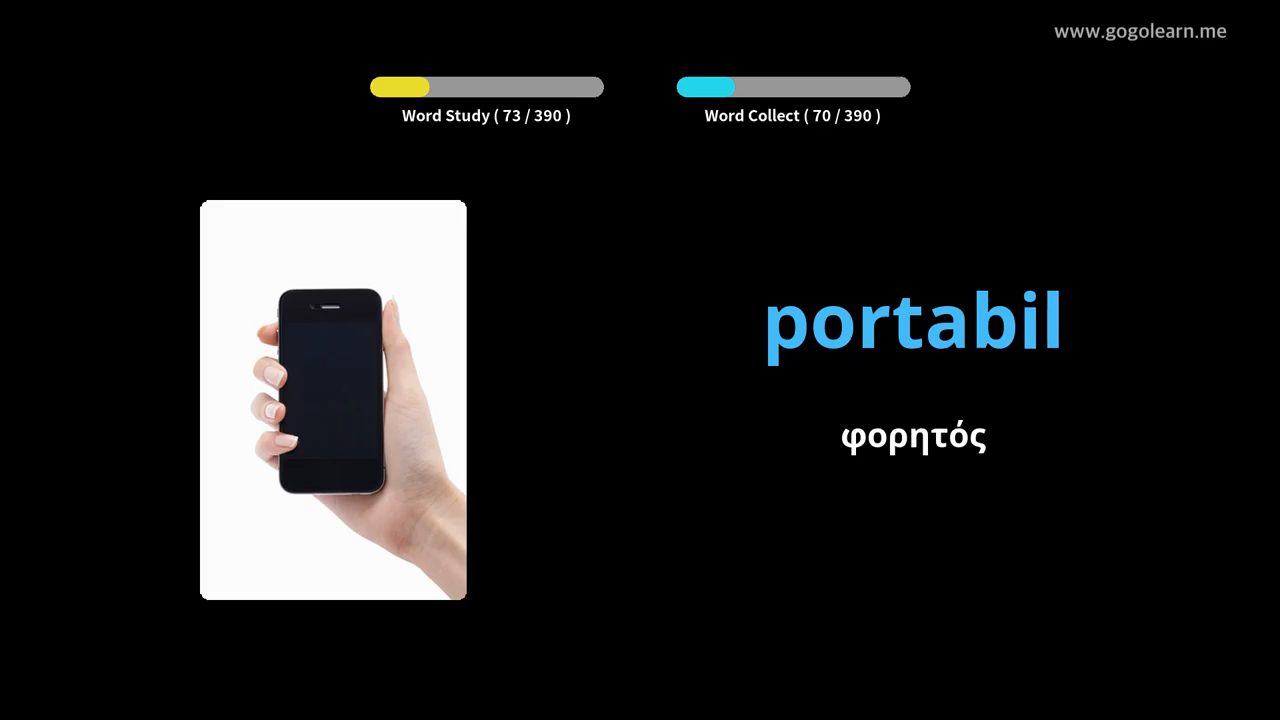 www.gogolearn.me
Word Study ( 73 / 390 )
Word Collect ( 70 / 390 )
portabil
φορητός